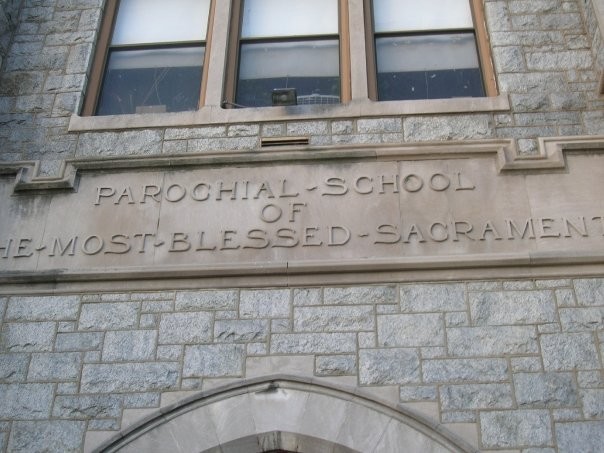 PAROCHIAL-SCHOOL
OF
HE-MOST-BLESSED-SACRAMENT